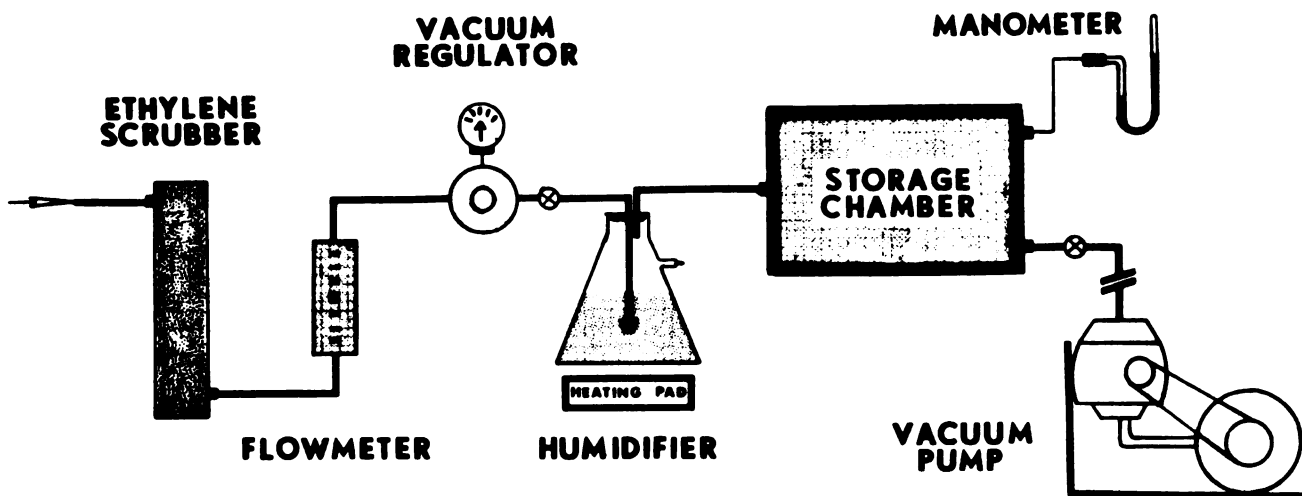 VACUUM
REGULATOR
MANOMETER
ETHYLENE
SCRUBBER
STORAGE
CHAMBER
HEATING PAD
FLOWMETER
HUMIDIFIER
VACUUM
PUMP